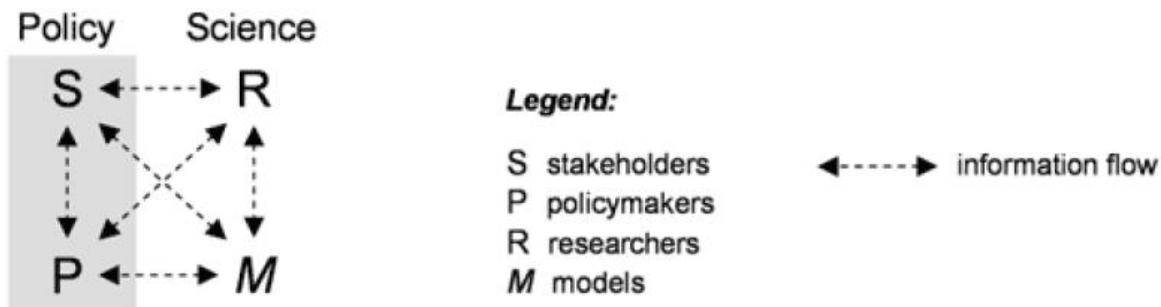 Policy Science
S R
P M
Legend:
S stakeholders
P policymakers
R researchers
M models
information flow